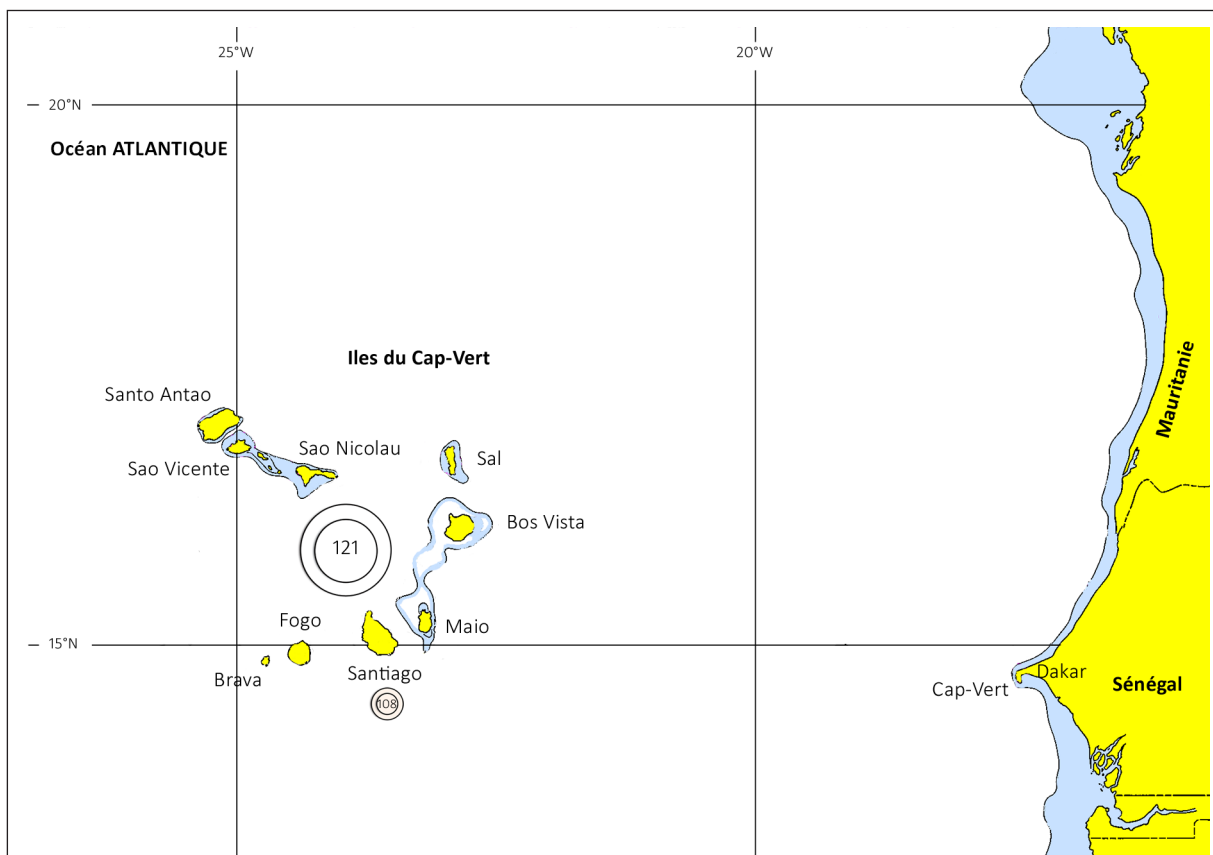 25°W
20°W
20°N
Océan ATLANTIQUE
Iles du Cap-Vert
Mauritanie
Santo Antao
Sao Nicolau
Sal
Sao Vicente
Bos Vista
121
Fogo
Maio
15°N
Santiago
Brava
Dakar
Cap-Vert
Sénégal
108